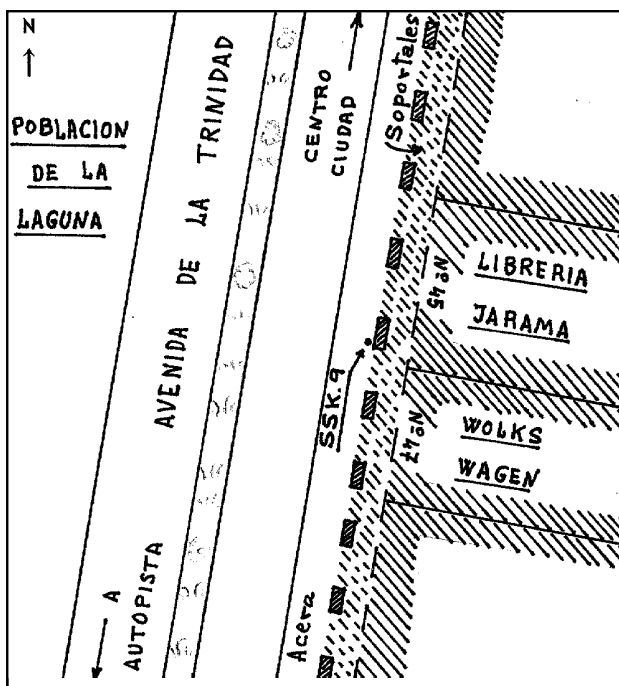 N
POBLACION
DE LA
LAGUNA
AVENIDA DE LA TRINIDAD
CENTRO
CIUDAD
(Soportales
Nº 45
LIBRERIA
JARAMA
SSK.9
Nº 47
WOLKS
WAGEN
A
AUTOPISTA
Acera